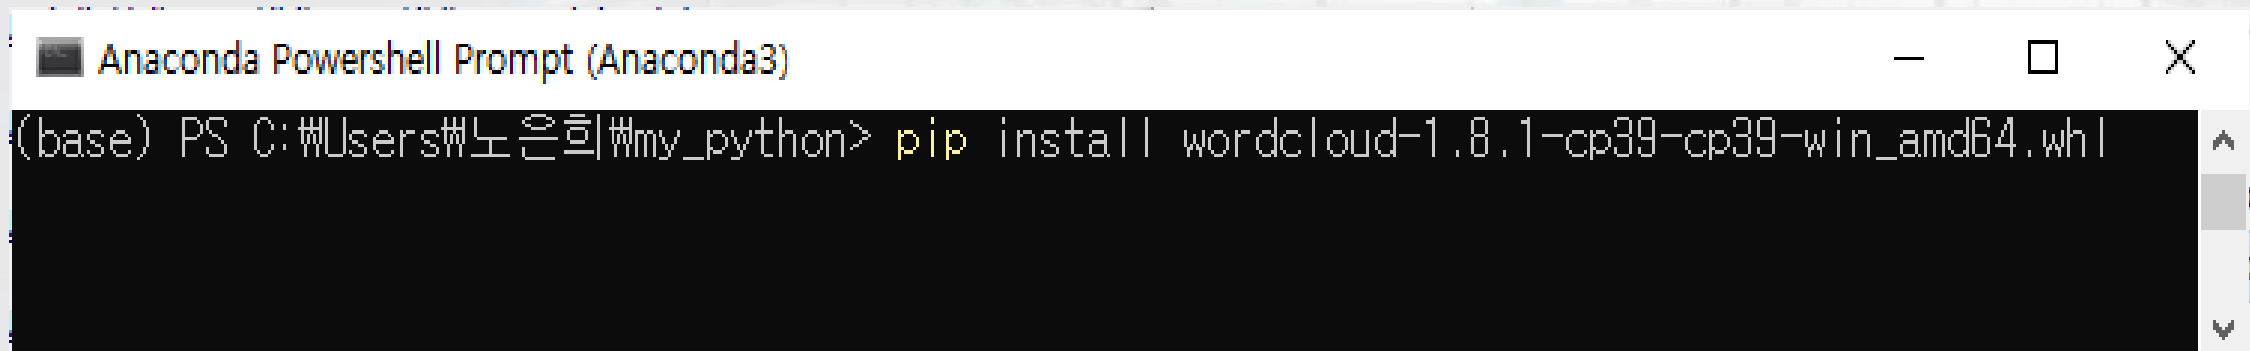 Anaconda Powershell Prompt (Anaconda3)
(base) PS C:₩Users₩노은희₩my_python> pip install wordcloud-1.8.1-cp39-cp39-win_amd64.whl